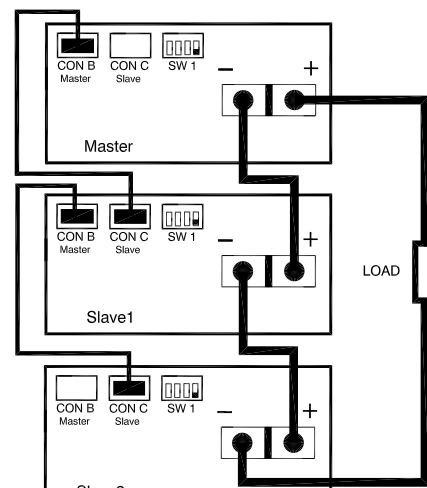 CON B CON C SW 1 − +
Master Slave
Master
CON B CON C SW 1 − +
Master Slave
LOAD
Slave1
CON B CON C SW 1 − +
Master Slave